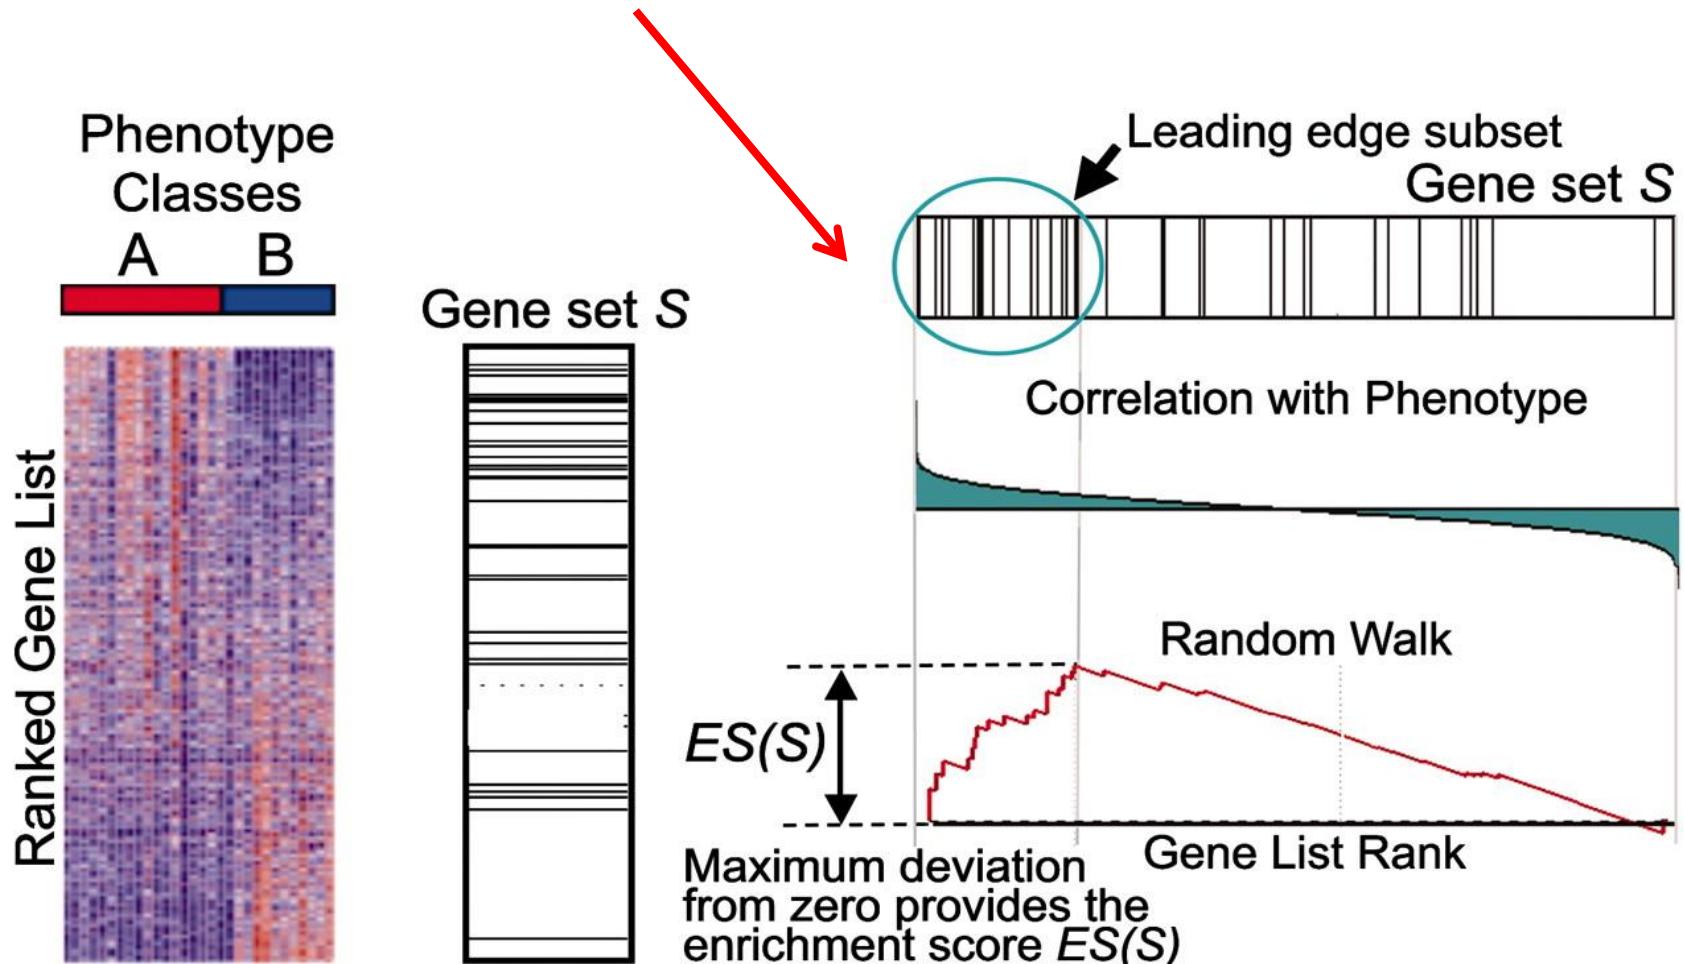 Phenotype
Classes
A B
Ranked Gene List
Gene set S
Leading edge subset
Gene set S
Correlation with Phenotype
Random Walk
ES(S)
Gene List Rank
Maximum deviation
from zero provides the
enrichment score ES(S)